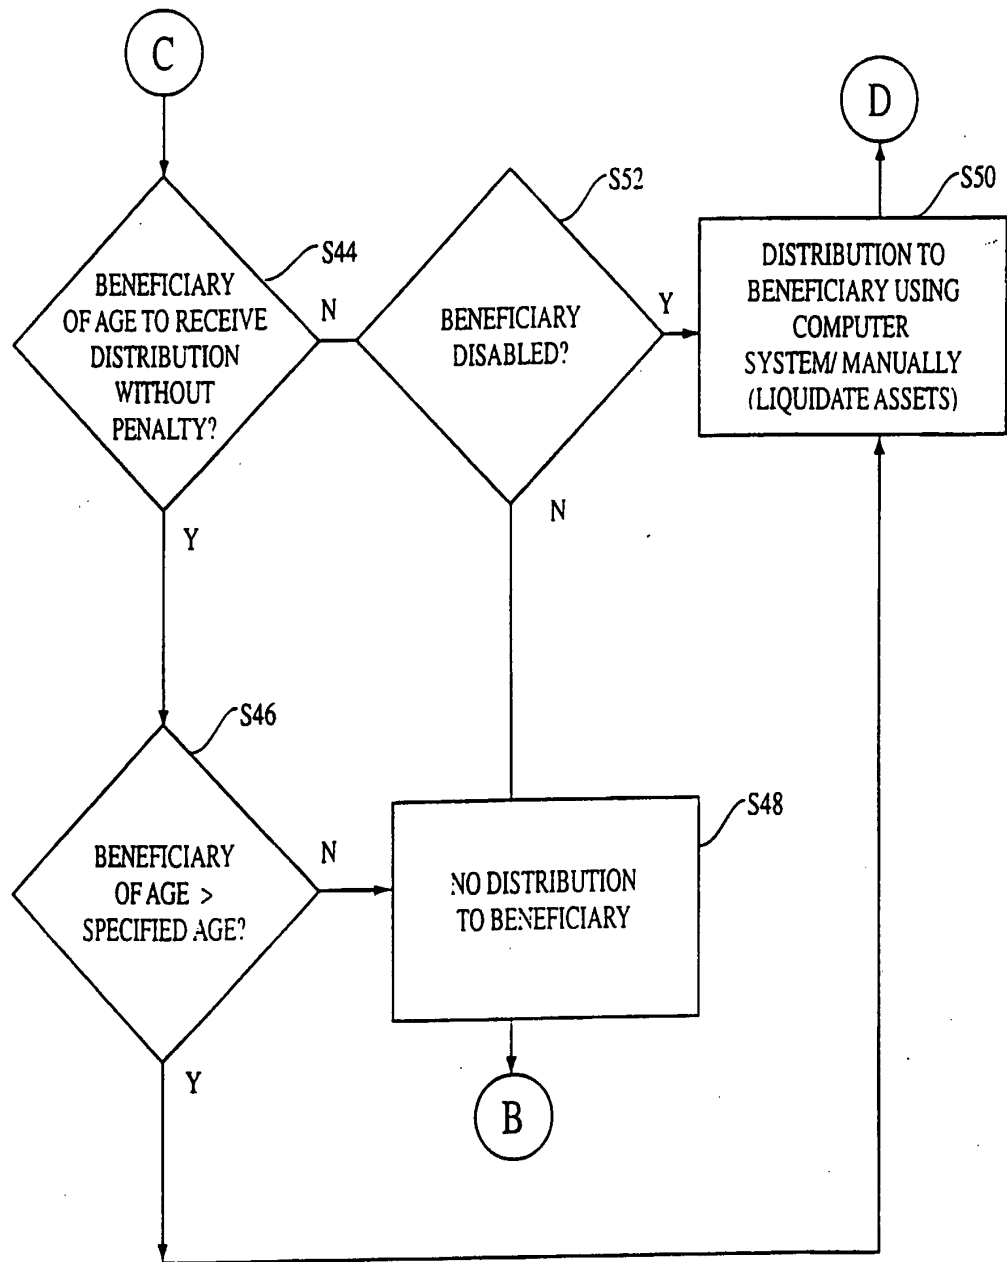 C
D
S52
S50
S44
BENEFICIARY
OF AGE TO RECEIVE
DISTRIBUTION
WITHOUT
PENALTY?
N
BENEFICIARY
DISABLED?
Y
DISTRIBUTION TO
BENEFICIARY USING
COMPUTER
SYSTEM/ MANUALLY
(LIQUIDATE ASSETS)
Y
N
S46
BENEFICIARY
OF AGE >
SPECIFIED AGE?
N
S48
NO DISTRIBUTION
TO BENEFICIARY
Y
B